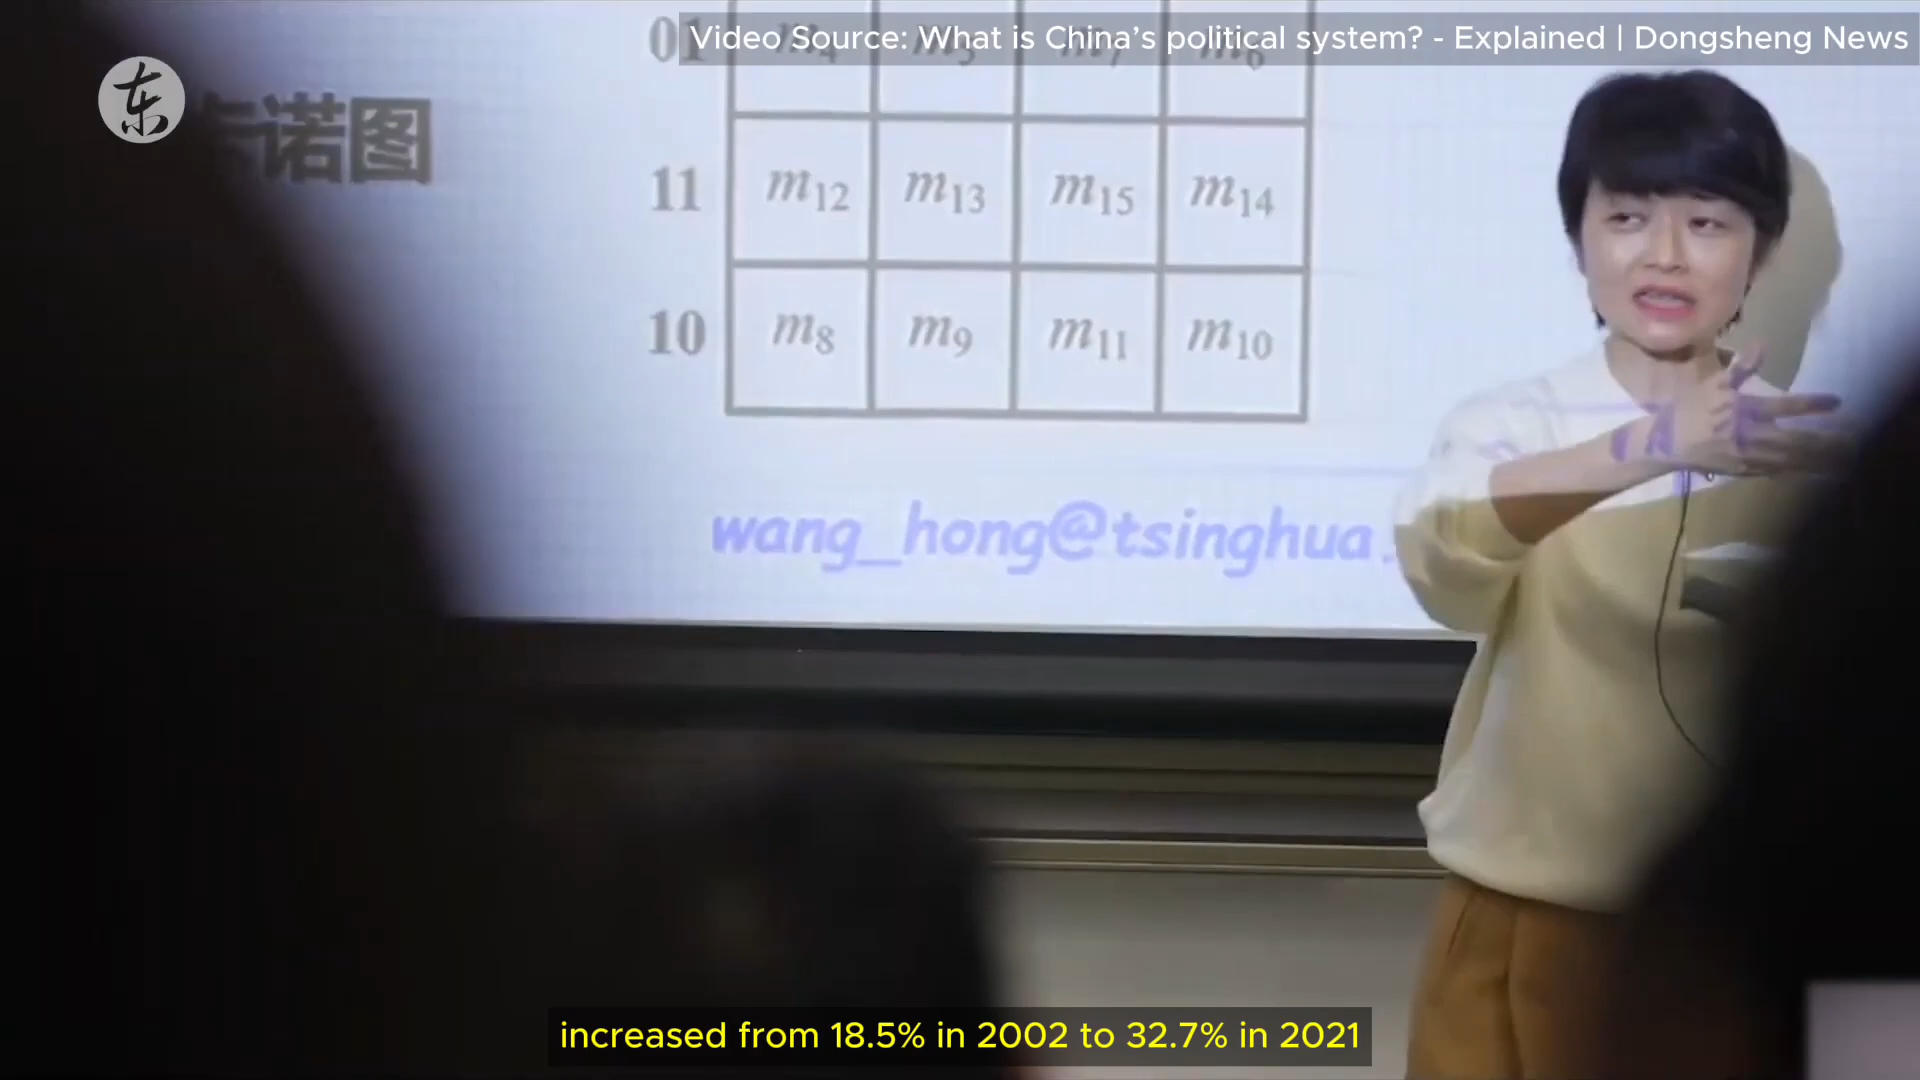 Video Source: What is China's political system? - Explained | Dongsheng News
东
诺图
01
11 m12 m13 m15 m14
10 m8 m9 m11 m10
wang_hong@tsinghua.
increased from 18.5% in 2002 to 32.7% in 2021